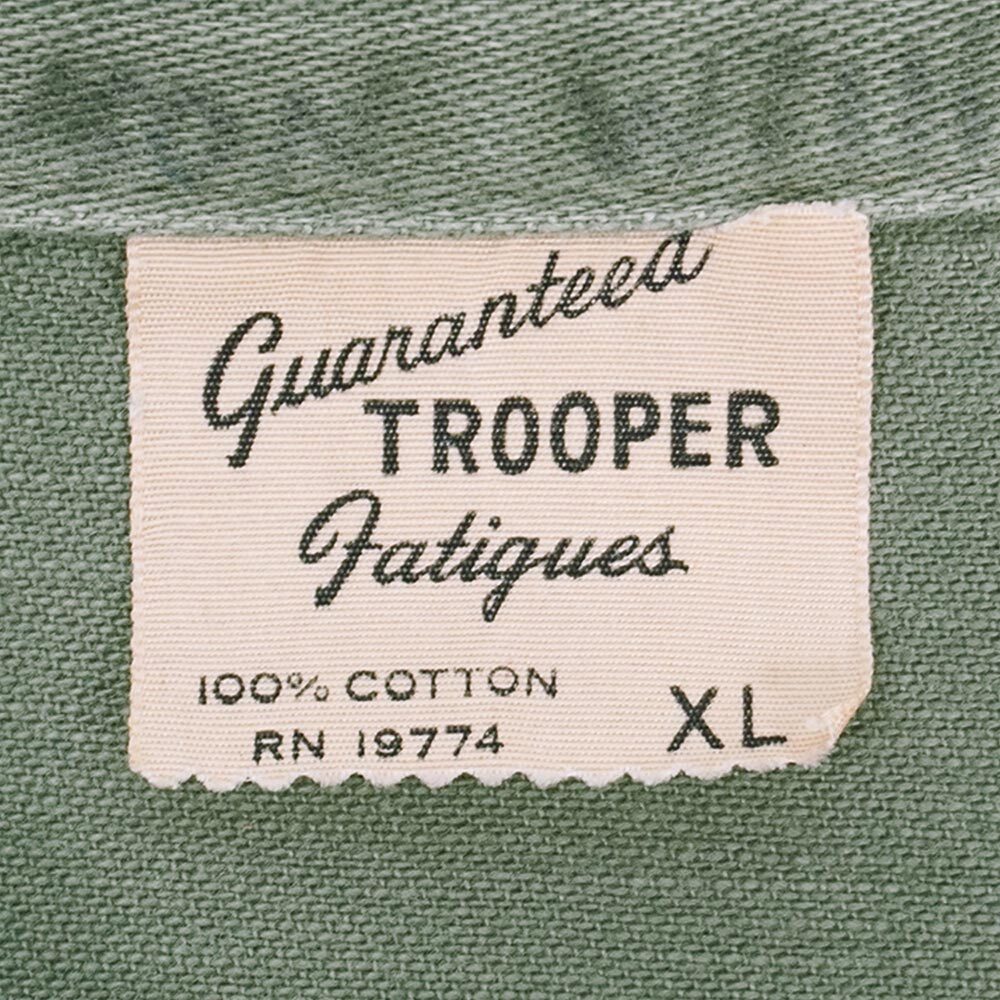 Guaranteed
TROOPER
Fatigues
100% COTTON
RN 19774
XL